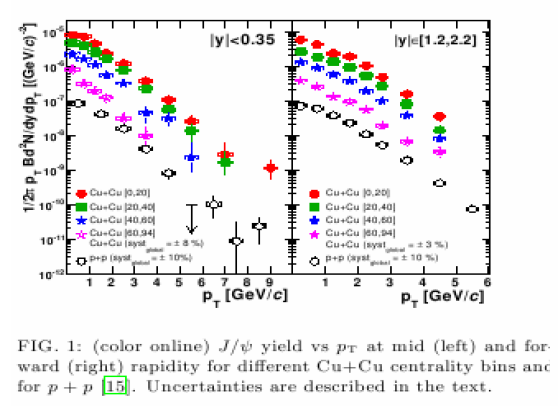 1/2π p_T Bd²N/dydp_T [(GeV/c)⁻²]
10⁻⁵
10⁻⁶
10⁻⁷
10⁻⁸
10⁻⁹
10⁻¹⁰
10⁻¹¹
10⁻¹²
|y|<0.35
Cu+Cu [0,20]
Cu+Cu [20,40]
Cu+Cu [40,60]
Cu+Cu [60,94]
Cu+Cu (syst_global = ± 8 %)
p+p (syst_global = ± 10%)
1 2 3 4 5 6 7 8 9
p_T [GeV/c]
|y|∈[1.2,2.2]
Cu+Cu [0,20]
Cu+Cu [20,40]
Cu+Cu [40,60]
Cu+Cu [60,94]
Cu+Cu (syst_global = ± 3 %)
p+p (syst_global = ± 10 %)
1 2 3 4 5 6
p_T [GeV/c]
FIG. 1: (color online) J/ψ yield vs p_T at mid (left) and for-
ward (right) rapidity for different Cu+Cu centrality bins and
for p + p [15]. Uncertainties are described in the text.